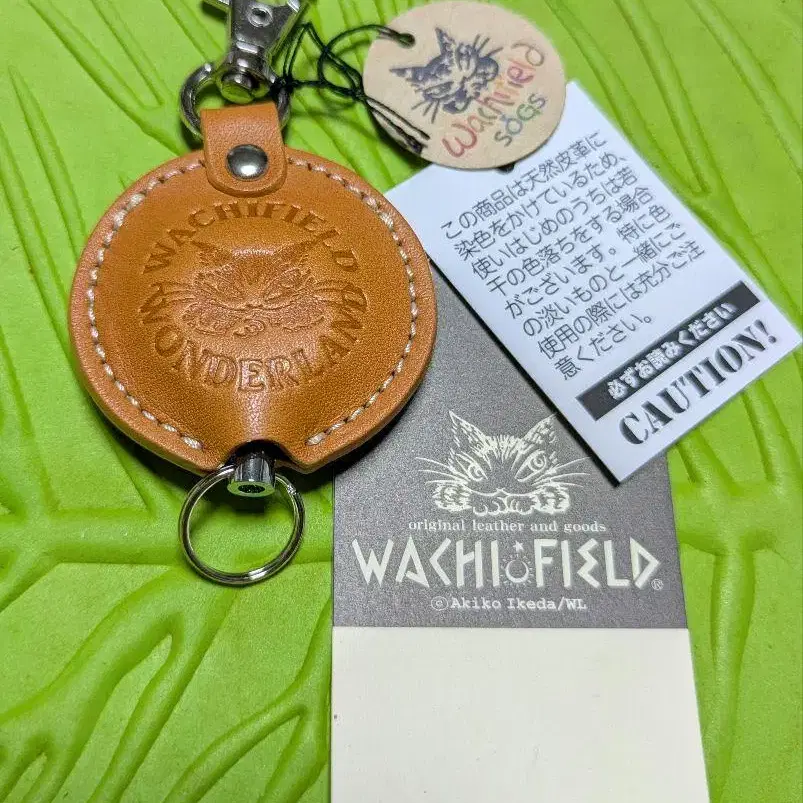 Wachifield
sogs
WACHIFIELD
WONDERLAND
この商品は天然皮革に
染色をかけているため、
使いはじめのうちは若
干の色落ちをする場合
がございます。特に色
の淡いものと一緒にご
使用の際には充分ご注
意ください。
必ずお読みください
CAUTION!
original leather and goods
WACHIFIELD®
©Akiko Ikeda/WL